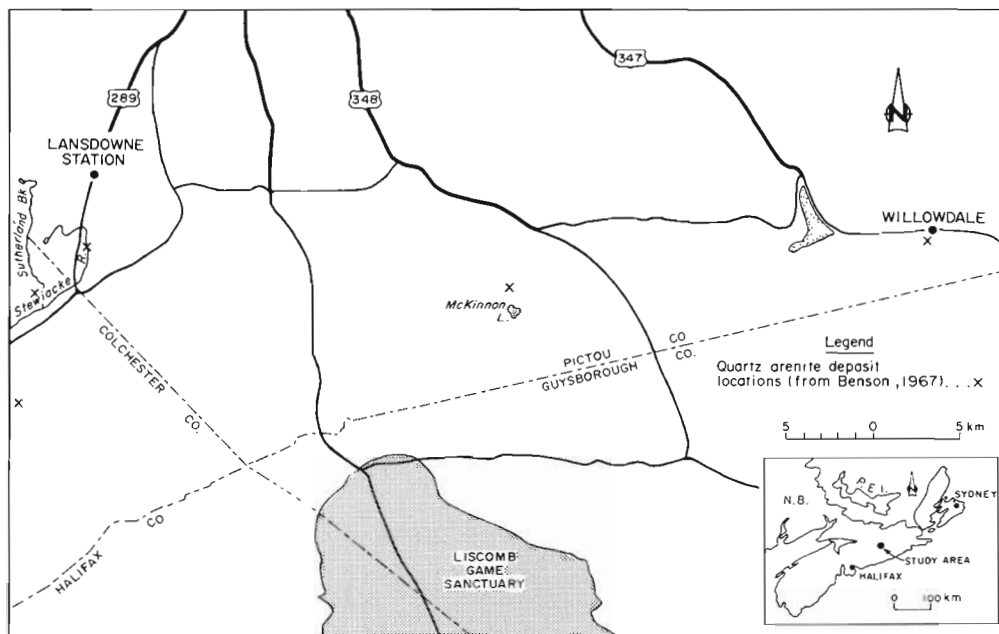 289
348
347
N
LANSDOWNE
STATION
WILLOWDALE
Sutherland Bk
R.
Stewiacke
McKinnon
L.
COLCHESTER
CO.
PICTOU
CO
GUYSBOROUGH
CO.
HALIFAX
CO
LISCOMB
GAME
SANCTUARY
Legend
Quartz arenite deposit
locations (from Benson, 1967)...x
5 0 5 km
N.B.
P.E.I.
N
SYDNEY
STUDY AREA
HALIFAX
0 100 km